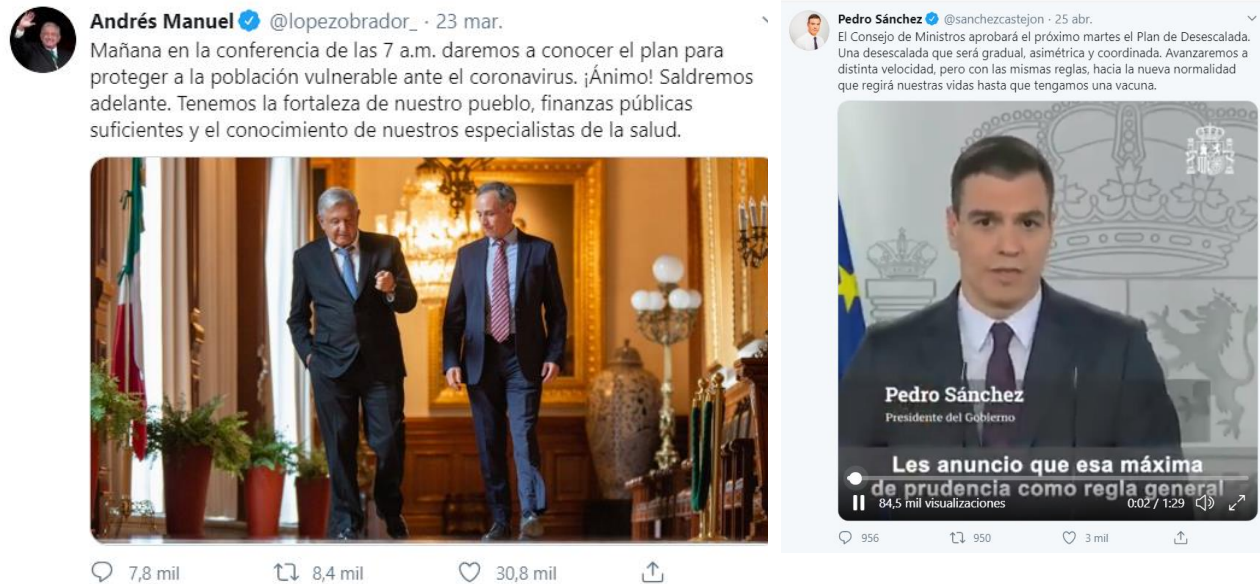 Andrés Manuel @lopezobrador_ · 23 mar.
Mañana en la conferencia de las 7 a.m. daremos a conocer el plan para
proteger a la población vulnerable ante el coronavirus. ¡Ánimo! Saldremos
adelante. Tenemos la fortaleza de nuestro pueblo, finanzas públicas
suficientes y el conocimiento de nuestros especialistas de la salud.
7,8 mil 8,4 mil 30,8 mil
Pedro Sánchez @sanchezcastejon · 25 abr.
El Consejo de Ministros aprobará el próximo martes el Plan de Desescalada.
Una desescalada que será gradual, asimétrica y coordinada. Avanzaremos a
distinta velocidad, pero con las mismas reglas, hacia la nueva normalidad
que regirá nuestras vidas hasta que tengamos una vacuna.
Pedro Sánchez
Presidente del Gobierno
Les anuncio que esa máxima
de prudencia como regla general
84,5 mil visualizaciones 0:02 / 1:29
956 950 3 mil